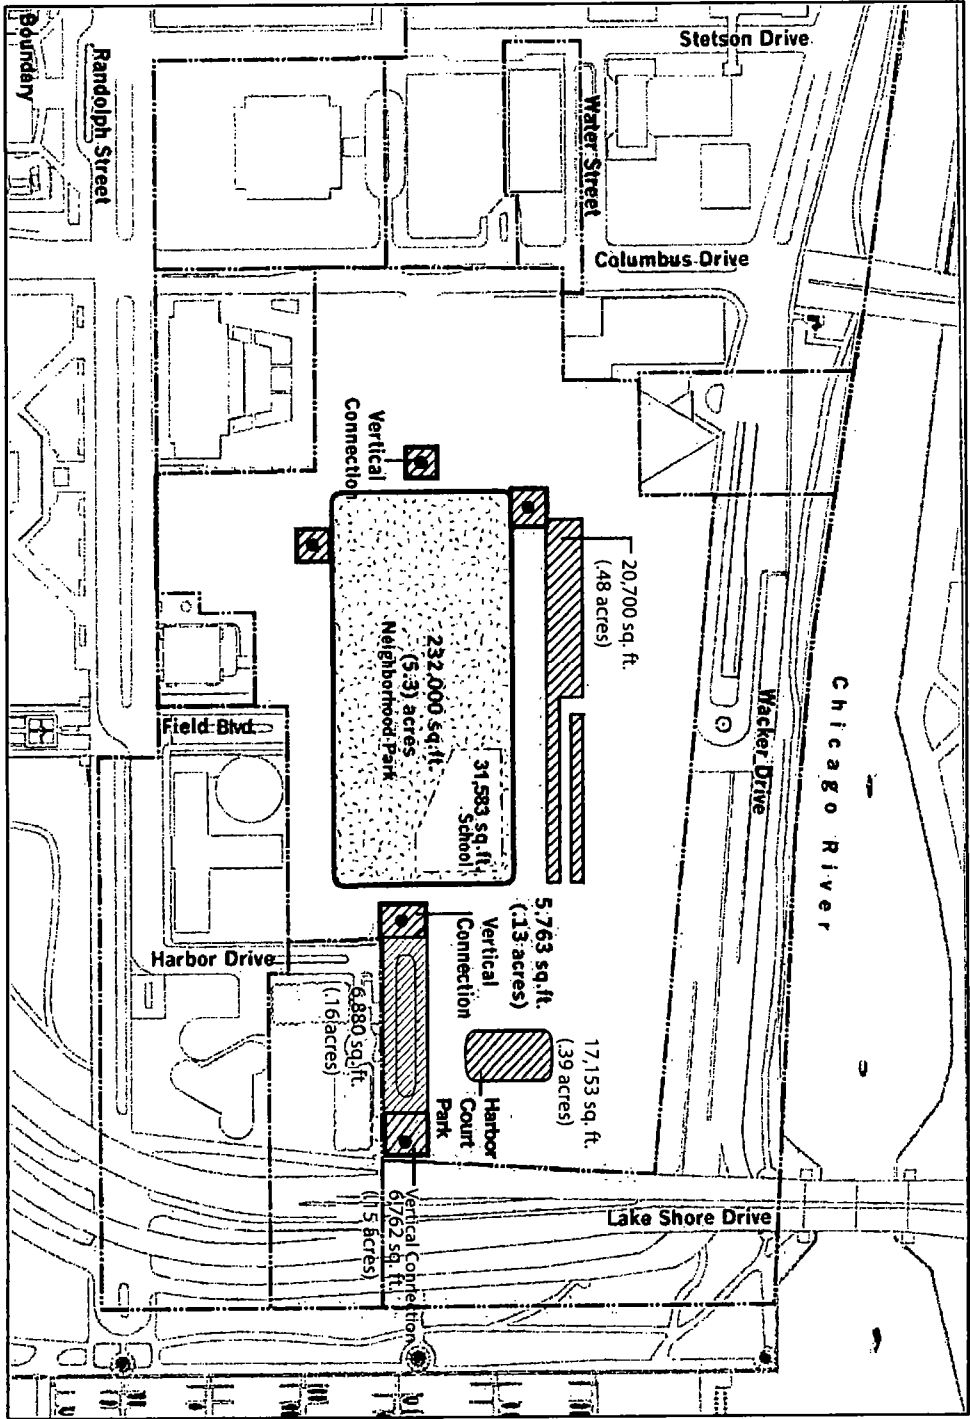 Stetson Drive
Boundary
Randolph Street
Water Street
Columbus Drive
Vertical
Connection
20,700 sq. ft.
(.48 acres)
Chicago River
Wacker Drive
232,000 sq.ft.
(5.3) acres
Neighborhood Park
31,583 sq.ft.
School
Field Blvd.
5,763 sq.ft.
(.13 acres)
Vertical
Connection
Harbor Drive
6,880 sq. ft.
(.16 acres)
17,153 sq. ft.
(.39 acres)
Harbor
Court
Park
Vertical Connection
6,762 sq. ft.
(.15 acres)
Lake Shore Drive